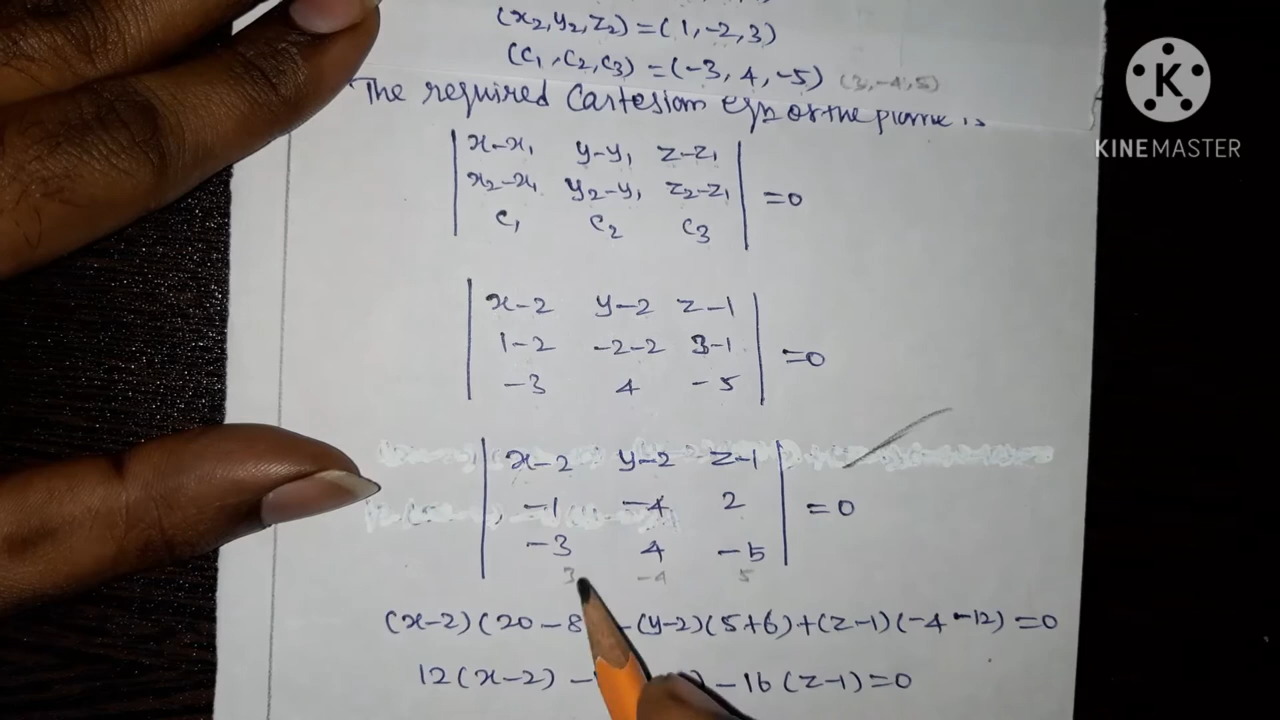 (x2, y2, z2) = (1, -2, 3)
(c1, c2, c3) = (-3, 4, -5) (3, -4, 5)
K
KINEMASTER
The required Cartesian eqn of the plane is
| x-x1 y-y1 z-z1 |
| x2-x1 y2-y1 z2-z1 | =0
| c1 c2 c3 |
| x-2 y-2 z-1 |
| 1-2 -2-2 3-1 | =0
| -3 4 -5 |
| x-2 y-2 z-1 |
| -1 -4 2 | =0
| -3 4 -5 |
3 -4 5
(x-2)(20-8 -(y-2)(5+6)+(z-1)(-4-12)=0
12(x-2) - ) -16(z-1)=0